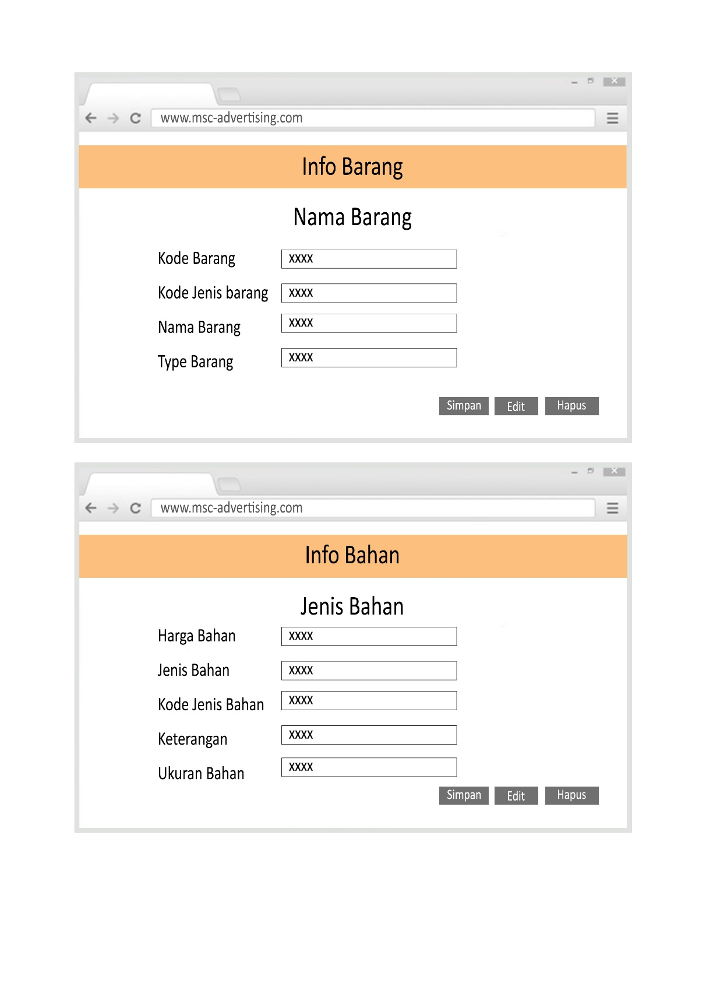 www.msc-advertising.com
Info Barang
Nama Barang
Kode Barang XXXX
Kode Jenis barang XXXX
Nama Barang XXXX
Type Barang XXXX
Simpan Edit Hapus
www.msc-advertising.com
Info Bahan
Jenis Bahan
Harga Bahan XXXX
Jenis Bahan XXXX
Kode Jenis Bahan XXXX
Keterangan XXXX
Ukuran Bahan XXXX
Simpan Edit Hapus